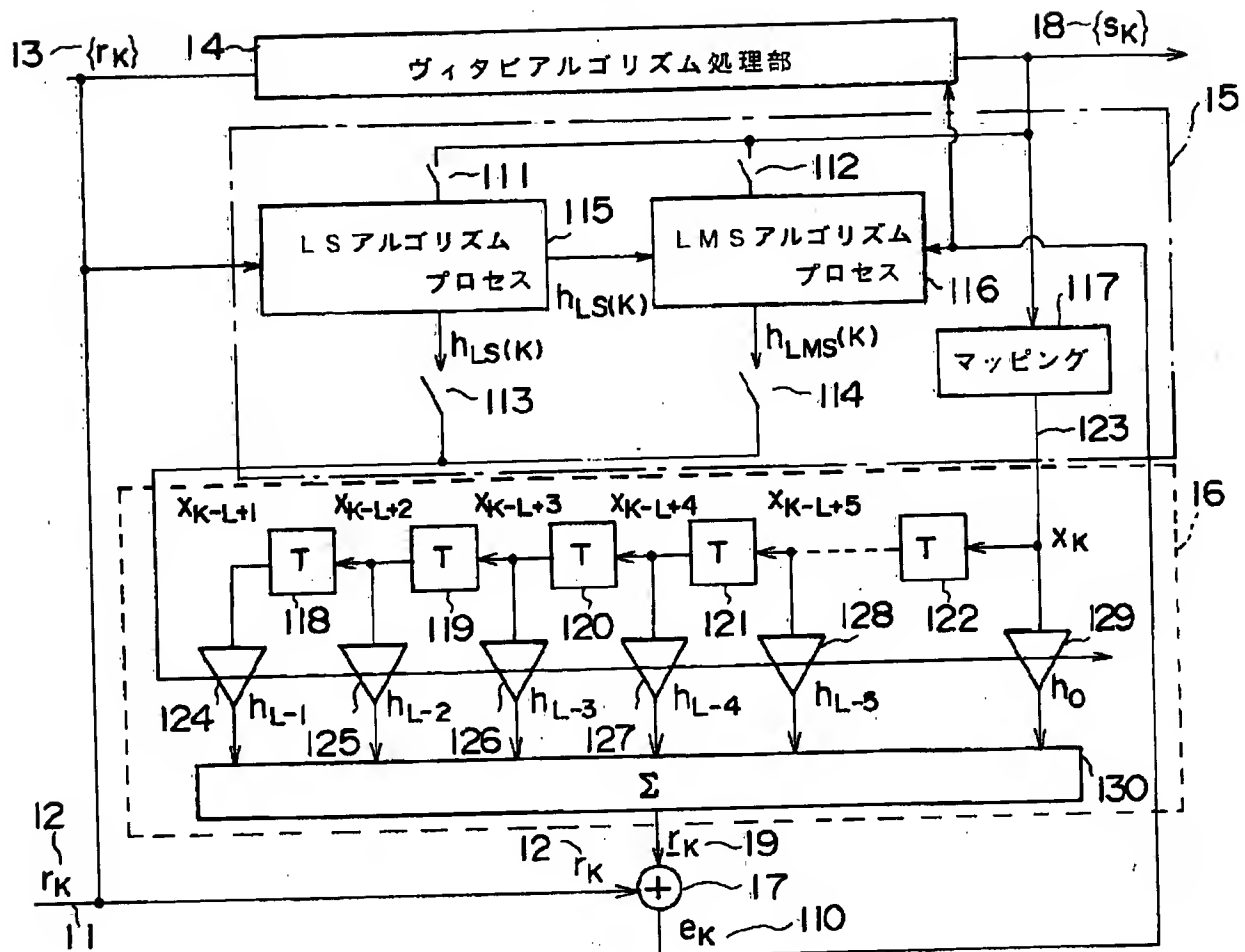 13 {rK} 14 18 {sK}
ヴィタビアルゴリズム処理部
15
111 112
115
LSアルゴリズム
プロセス
LMSアルゴリズム
プロセス
116
117
hLS(K)
hLS(K) hLMS(K)
マッピング
113 114
123
16
xK-L+1 xK-L+2 xK-L+3 xK-L+4 xK-L+5 xK
T T T T T
118 119 120 121 128 122 129
124 hL-1 hL-2 hL-3 hL-4 hL-5 h0
125 126 127
Σ
130
12 12 rK rK 19
rK
+ 17
11
eK 110